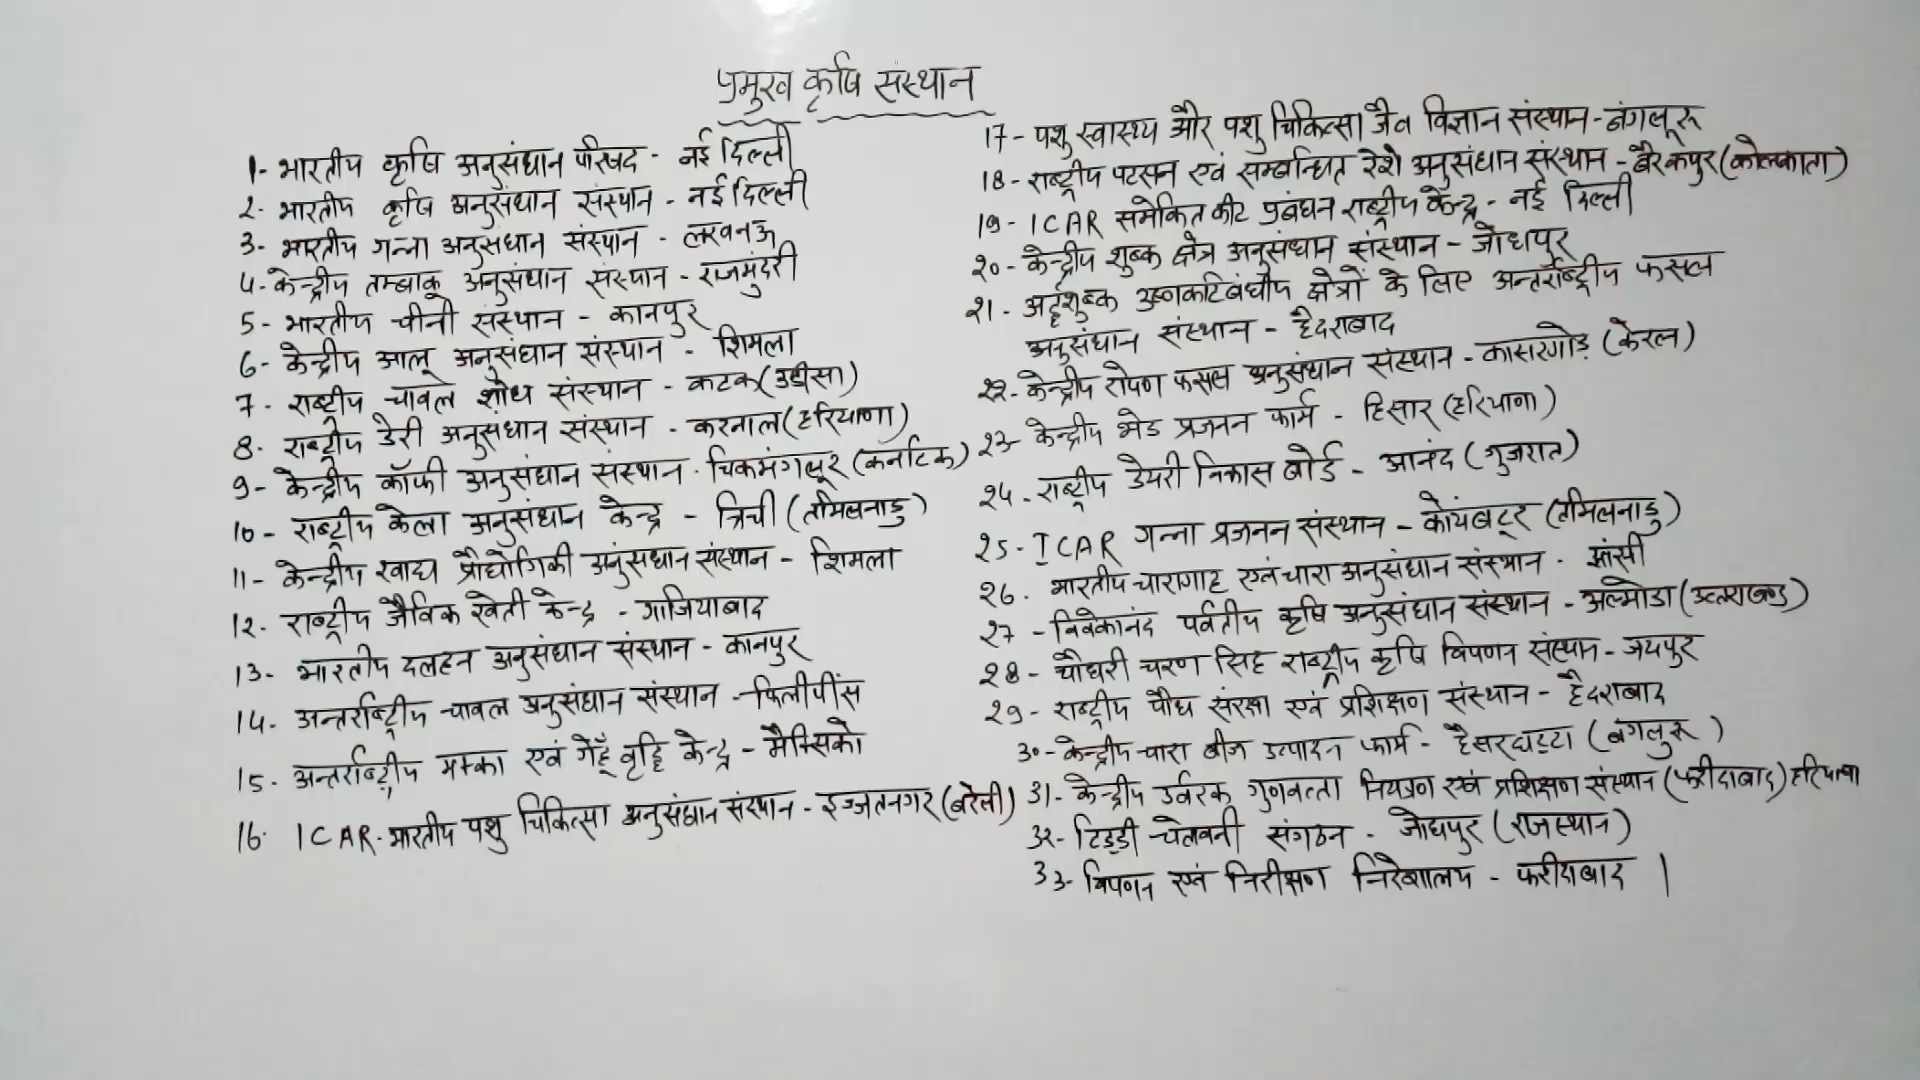 प्रमुख कृषि संस्थान
1- भारतीय कृषि अनुसंधान परिषद - नई दिल्ली
2- भारतीय कृषि अनुसंधान संस्थान - नई दिल्ली
3- भारतीय गन्ना अनुसंधान संस्थान - लखनऊ
4- केन्द्रीय तम्बाकू अनुसंधान संस्थान - राजमुंदरी
5- भारतीय चीनी संस्थान - कानपुर
6- केन्द्रीय आलू अनुसंधान संस्थान - शिमला
7- राष्ट्रीय चावल शोध संस्थान - कटक (उडीसा)
8- राष्ट्रीय डेरी अनुसंधान संस्थान - करनाल (हरियाणा)
9- केन्द्रीय कॉफी अनुसंधान संस्थान - चिकमंगलूर (कर्नाटक)
10- राष्ट्रीय केला अनुसंधान केन्द्र - त्रिची (तमिलनाडु)
11- केन्द्रीय खाद्य प्रौद्योगिकी अनुंसधान संस्थान - शिमला
12- राष्ट्रीय जैविक खेती केन्द्र - गाजियाबाद
13- भारतीय दलहन अनुसंधान संस्थान - कानपुर
14- अन्तर्राष्ट्रीय चावल अनुसंधान संस्थान - फिलीपींस
15- अन्तर्राष्ट्रीय मक्का एवं गेहूँ वृद्दि केन्द्र - मैक्सिको
16- ICAR- भारतीय पशु चिकित्सा अनुसंधान संस्थान - इज्जतनगर (बरेली)
17- पशु स्वास्थ्य और पशु चिकित्सा जैव विज्ञान संस्थान - बंगलूरू
18- राष्ट्रीय पटसन एवं सम्बन्धित रेशे अनुसंधान संस्थान - बैरकपुर (कोलकाता)
19- ICAR समेकित कीट प्रबंधन राष्ट्रीय केन्द्र - नई दिल्ली
20- केन्द्रीय शुष्क क्षेत्र अनुसंधान संस्थान - जोधपुर
21- अर्द्दशुष्क उष्णकटिबंधीय क्षेत्रों के लिए अन्तर्राष्ट्रीय फसल
अनुसंधान संस्थान - हैदराबाद
22- केन्द्रीय रोपण फसल अनुसंधान संस्थान - कासरगोड़ (केरल)
23- केन्द्रीय भेड प्रजनन फार्म - हिसार (हरियाणा)
24- राष्ट्रीय डेयरी विकास बोर्ड - आनंद (गुजरात)
25- ICAR गन्ना प्रजनन संस्थान - कोयंबटूर (तमिलनाडु)
26- भारतीय चारागाह एवं चारा अनुसंधान संस्थान - झांसी
27- विवेकानंद पर्वतीय कृषि अनुसंधान संस्थान - अल्मोडा (उत्तराखण्ड)
28- चौधरी चरण सिंह राष्ट्रीय कृषि विपणन संस्थान - जयपुर
29- राष्ट्रीय पौध संरक्षा एवं प्रशिक्षण संस्थान - हैदराबाद
30- केन्द्रीय चारा बीज उत्पादन फार्म - हैसरघट्टा (बंगलुरू)
31- केन्द्रीय उर्वरक गुणवत्ता नियंत्रण एवं प्रशिक्षण संस्थान (फरीदाबाद) हरियाणा
32- टिड्डी चेतावनी संगठन - जोधपुर (राजस्थान)
33- विपणन एवं निरीक्षण निदेशालय - फरीदाबाद |